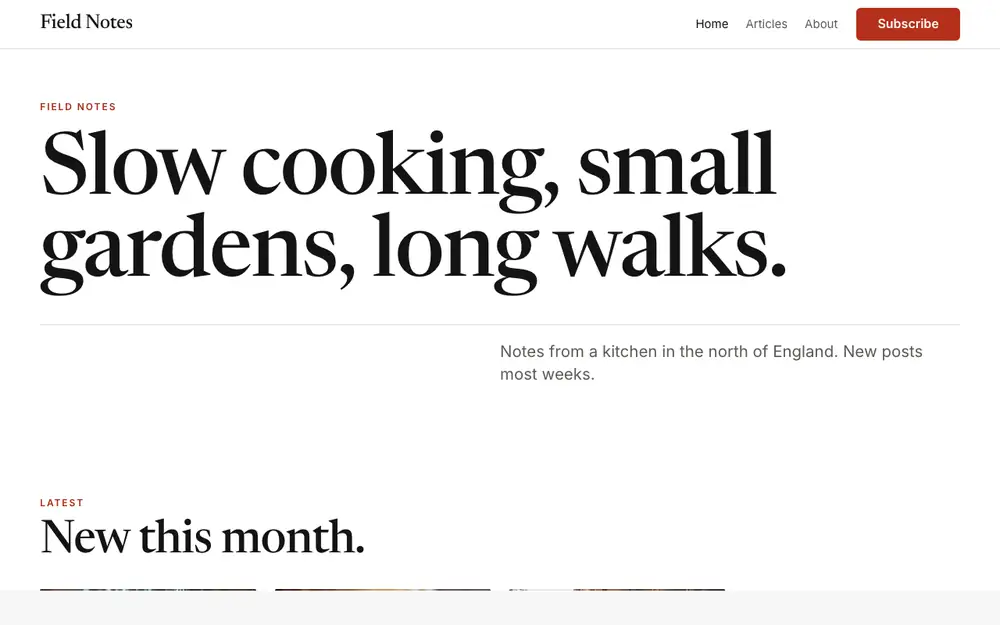 Field Notes
Home Articles About Subscribe
FIELD NOTES
Slow cooking, small
gardens, long walks.
Notes from a kitchen in the north of England. New posts
most weeks.
LATEST
New this month.